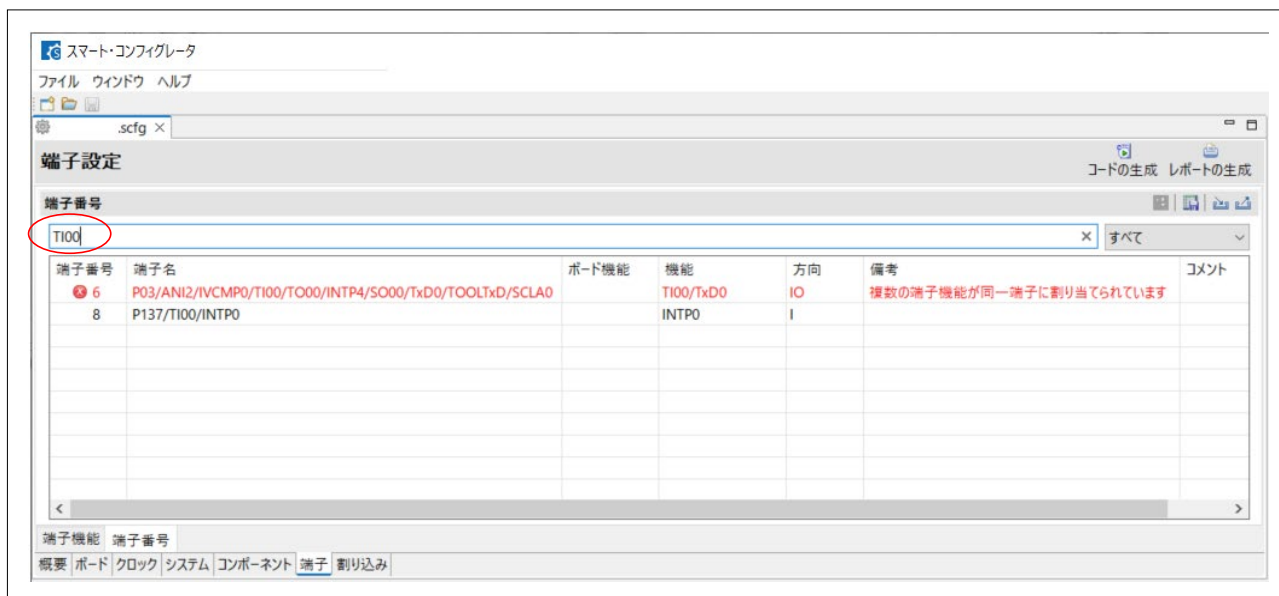 スマート・コンフィグレータ
ファイル ウィンドウ ヘルプ
.scfg ×
端子設定
コードの生成 レポートの生成
端子番号
TI00 × すべて
端子番号 端子名 ボード機能 機能 方向 備考 コメント
6 P03/ANI2/IVCMP0/TI00/TO00/INTP4/SO00/TxD0/TOOLTxD/SCLA0 TI00/TxD0 IO 複数の端子機能が同一端子に割り当てられています
8 P137/TI00/INTP0 INTP0 I
端子機能 端子番号
概要 ボード クロック システム コンポーネント 端子 割り込み